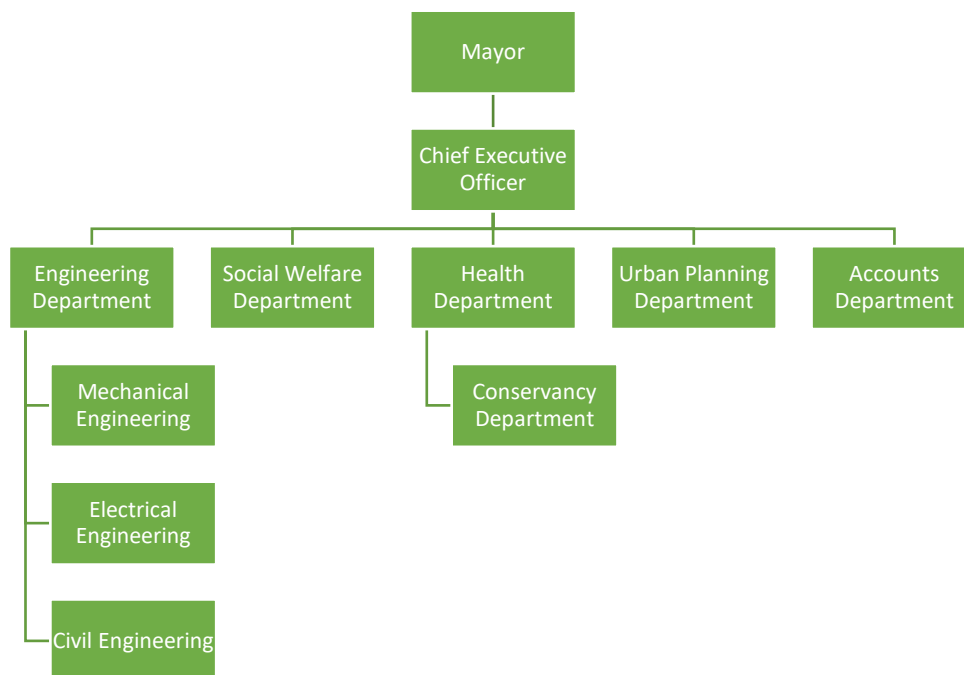 Mayor
Chief Executive
Officer
Engineering
Department
Social Welfare
Department
Health
Department
Urban Planning
Department
Accounts
Department
Mechanical
Engineering
Conservancy
Department
Electrical
Engineering
Civil Engineering